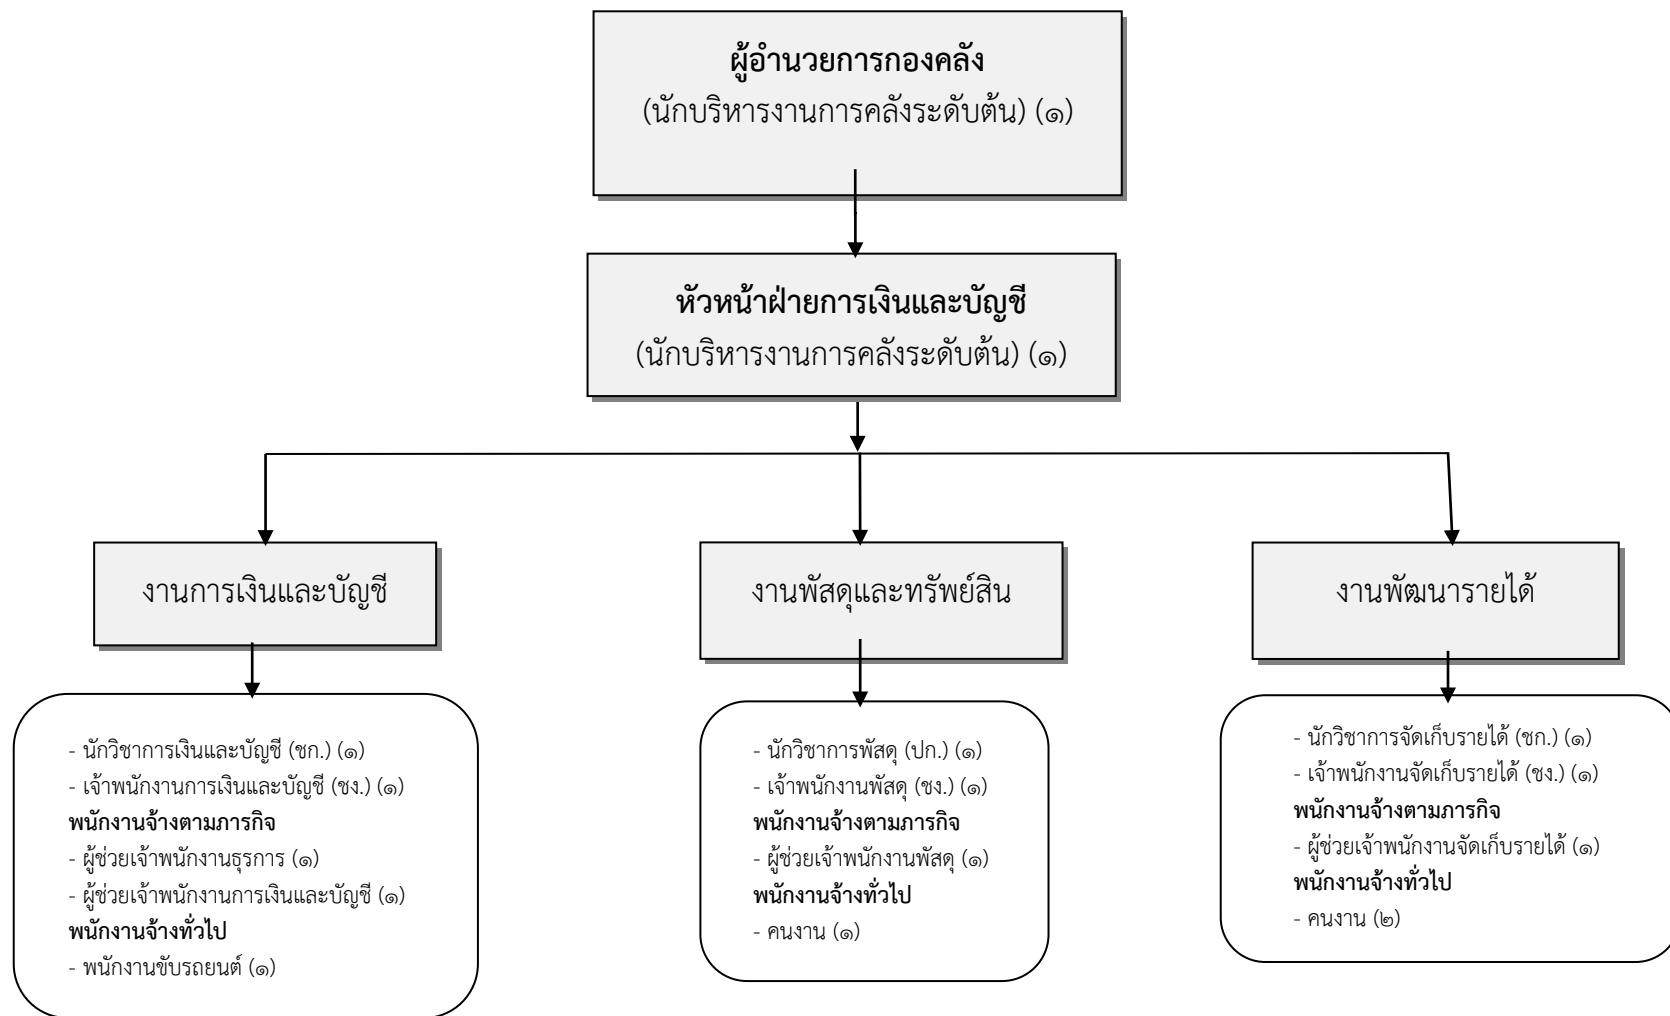 ผู้อำนวยการกองคลัง
(นักบริหารงานการคลังระดับต้น) (๑)
หัวหน้าฝ่ายการเงินและบัญชี
(นักบริหารงานการคลังระดับต้น) (๑)
งานการเงินและบัญชี
งานพัสดุและทรัพย์สิน
งานพัฒนารายได้
- นักวิชาการเงินและบัญชี (ชก.) (๑)
- เจ้าพนักงานการเงินและบัญชี (ชง.) (๑)
พนักงานจ้างตามภารกิจ
- ผู้ช่วยเจ้าพนักงานธุรการ (๑)
- ผู้ช่วยเจ้าพนักงานการเงินและบัญชี (๑)
พนักงานจ้างทั่วไป
- พนักงานขับรถยนต์ (๑)
- นักวิชาการพัสดุ (ปก.) (๑)
- เจ้าพนักงานพัสดุ (ชง.) (๑)
พนักงานจ้างตามภารกิจ
- ผู้ช่วยเจ้าพนักงานพัสดุ (๑)
พนักงานจ้างทั่วไป
- คนงาน (๑)
- นักวิชาการจัดเก็บรายได้ (ชก.) (๑)
- เจ้าพนักงานจัดเก็บรายได้ (ชง.) (๑)
พนักงานจ้างตามภารกิจ
- ผู้ช่วยเจ้าพนักงานจัดเก็บรายได้ (๑)
พนักงานจ้างทั่วไป
- คนงาน (๒)